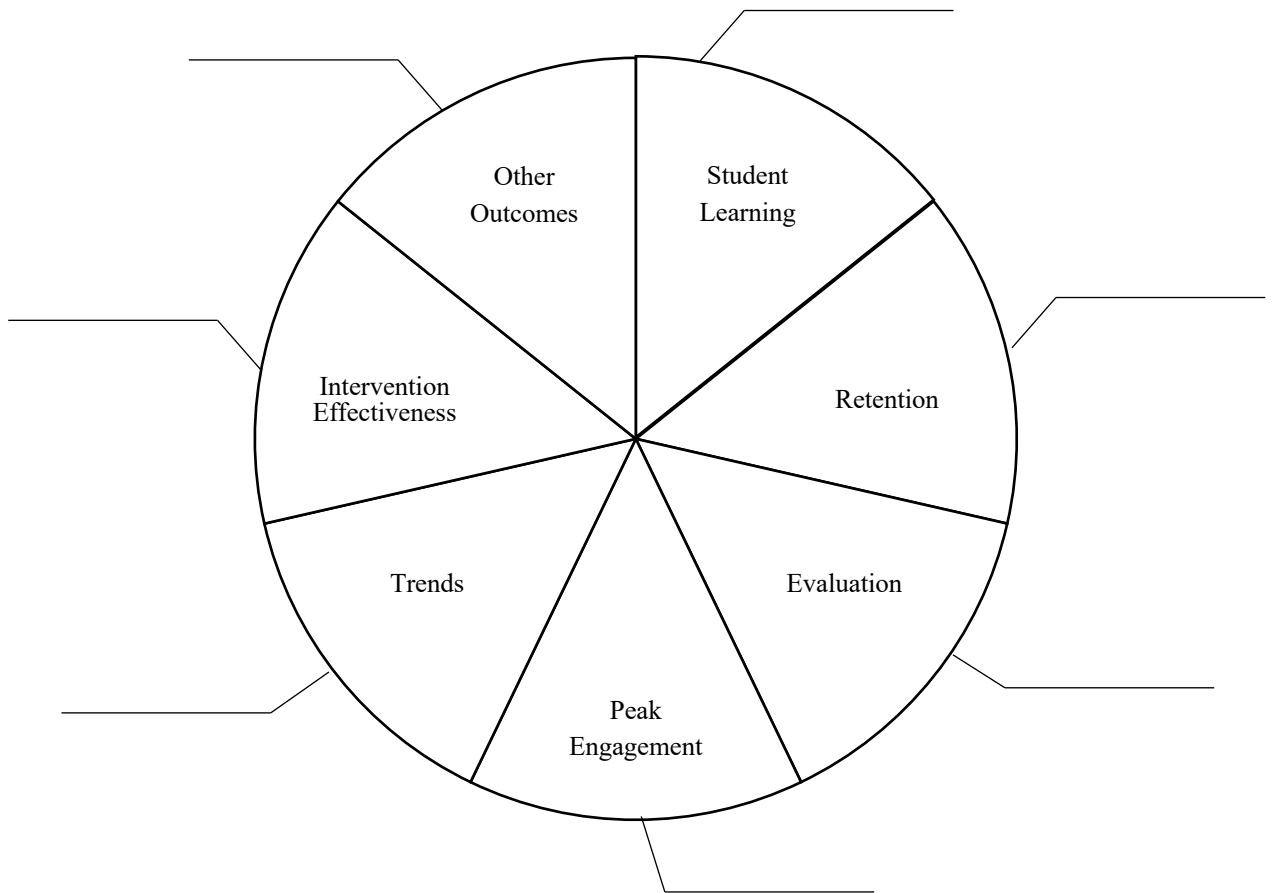 Other
Outcomes
Student
Learning
Intervention
Effectiveness
Retention
Trends
Evaluation
Peak
Engagement